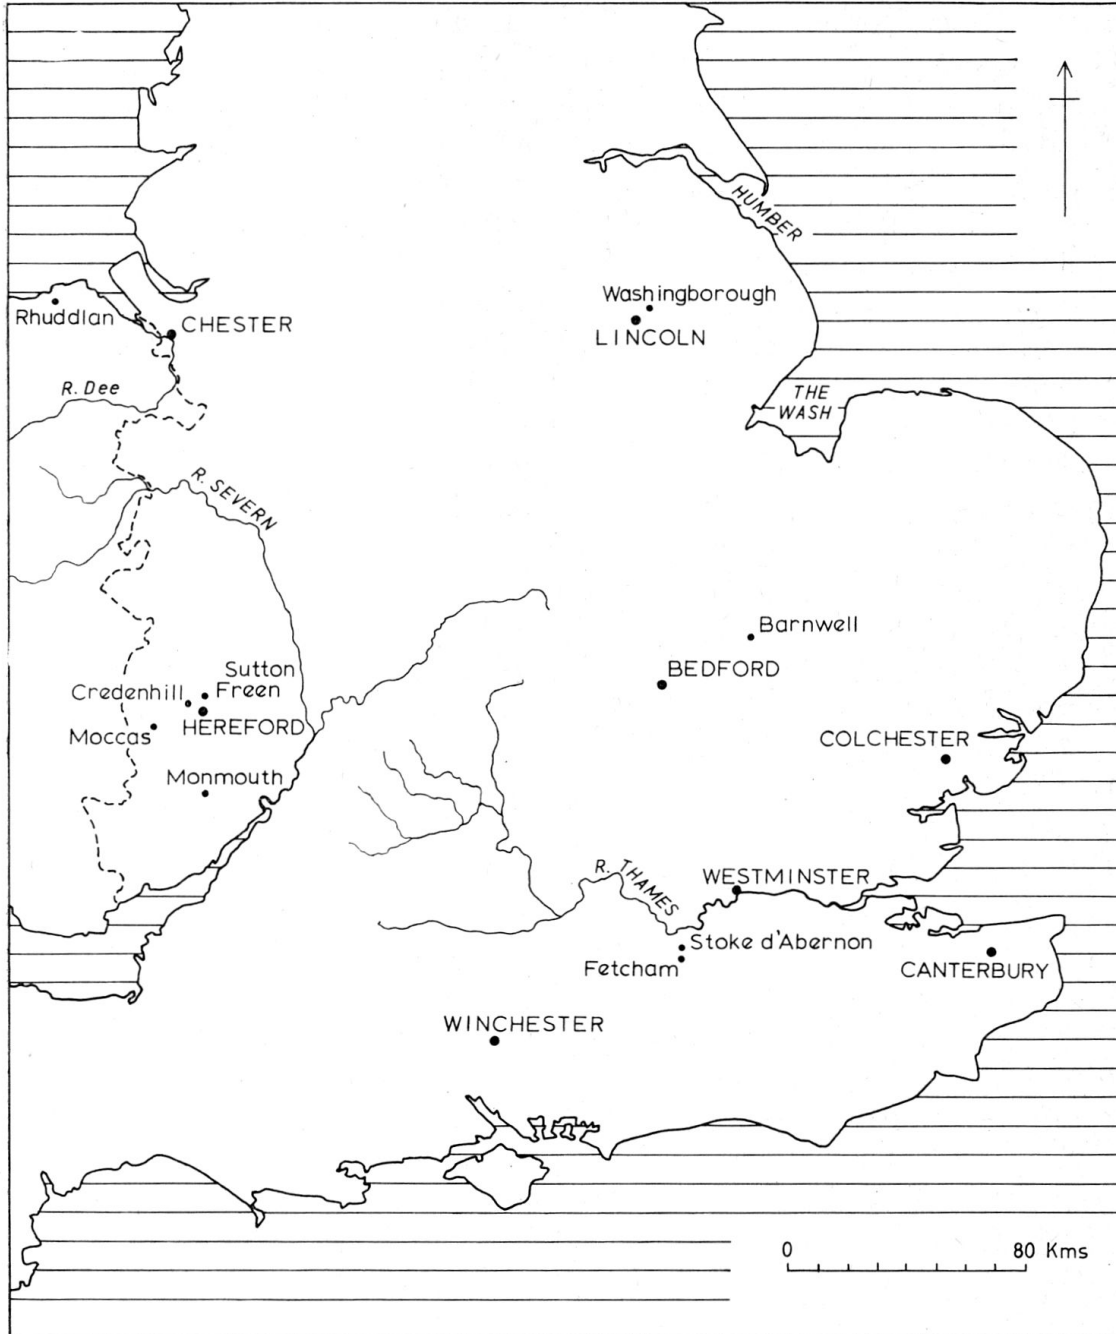 HUMBER
Washingborough
LINCOLN
Rhuddlan
CHESTER
R. Dee
THE
WASH
R. SEVERN
Barnwell
BEDFORD
Sutton
Freen
Credenhill
HEREFORD
Moccas
COLCHESTER
Monmouth
R. THAMES
WESTMINSTER
Stoke d'Abernon
Fetcham
CANTERBURY
WINCHESTER
0 80 Kms